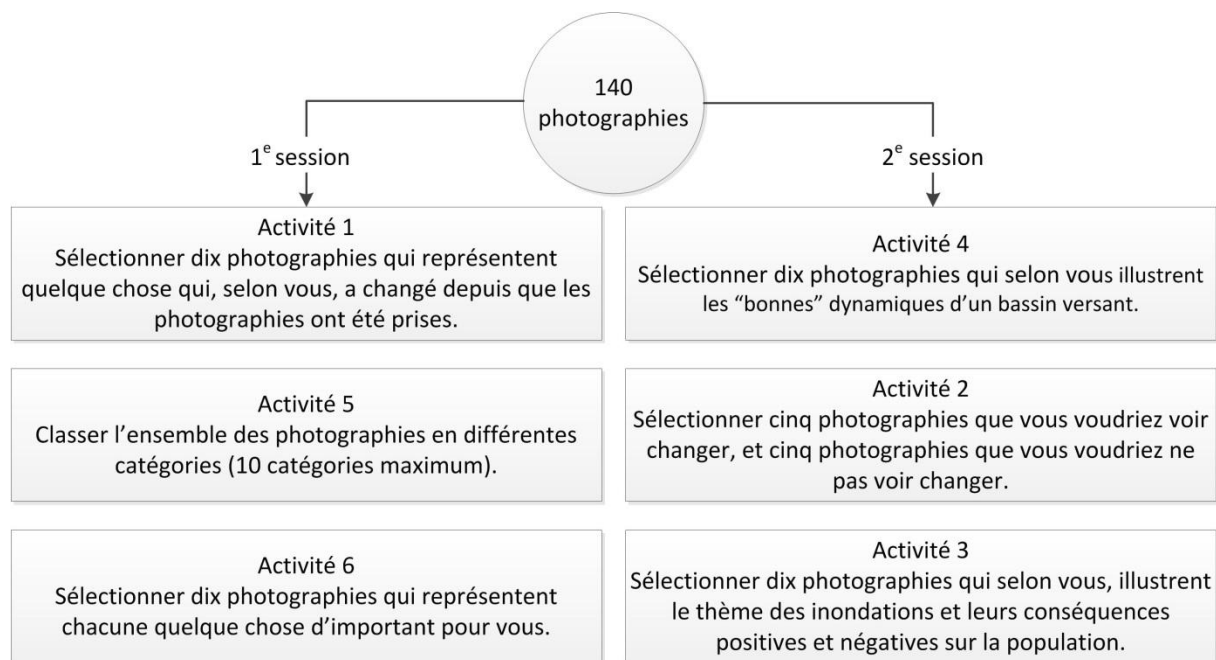 140
photographies
1e session
2e session
Activité 1
Sélectionner dix photographies qui représentent
quelque chose qui, selon vous, a changé depuis que les
photographies ont été prises.
Activité 4
Sélectionner dix photographies qui selon vous illustrent
les “bonnes” dynamiques d’un bassin versant.
Activité 5
Classer l’ensemble des photographies en différentes
catégories (10 catégories maximum).
Activité 2
Sélectionner cinq photographies que vous voudriez voir
changer, et cinq photographies que vous voudriez ne
pas voir changer.
Activité 6
Sélectionner dix photographies qui représentent
chacune quelque chose d’important pour vous.
Activité 3
Sélectionner dix photographies qui selon vous, illustrent
le thème des inondations et leurs conséquences
positives et négatives sur la population.